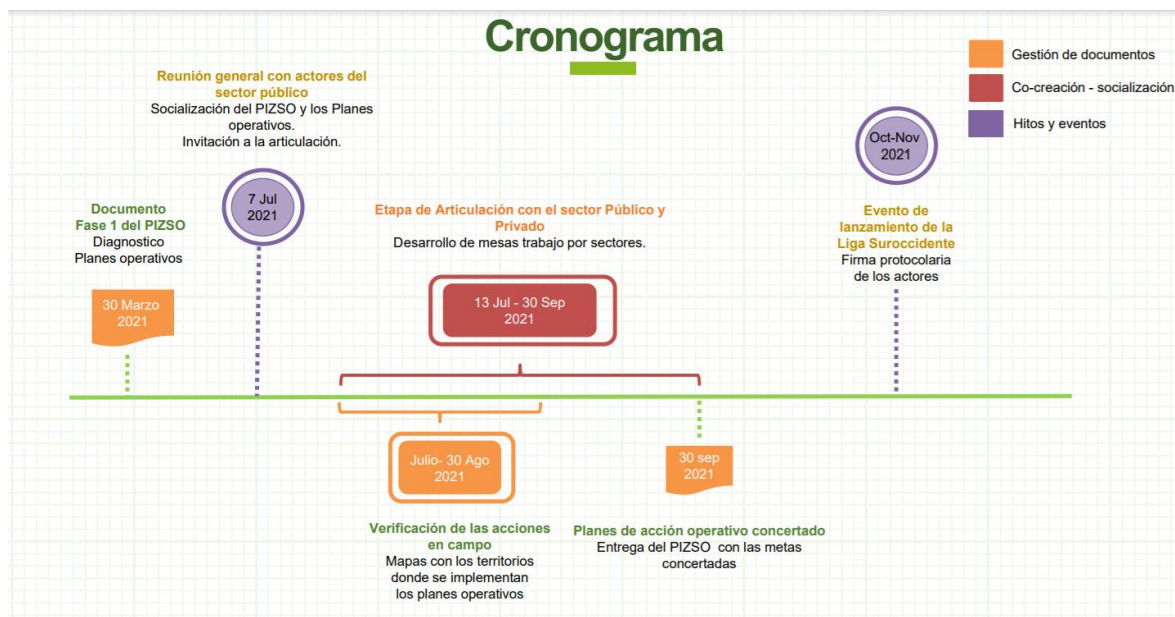 Cronograma
Gestión de documentos
Co-creación - socialización
Hitos y eventos
Reunión general con actores del
sector público
Socialización del PIZSO y los Planes
operativos.
Invitación a la articulación.
7 Jul
2021
Documento
Fase 1 del PIZSO
Diagnostico
Planes operativos
30 Marzo
2021
Etapa de Articulación con el sector Público y
Privado
Desarrollo de mesas trabajo por sectores.
13 Jul - 30 Sep
2021
Oct-Nov
2021
Evento de
lanzamiento de la
Liga Suroccidente
Firma protocolaria
de los actores
Julio- 30 Ago
2021
Verificación de las acciones
en campo
Mapas con los territorios
donde se implementan
los planes operativos
30 sep
2021
Planes de acción operativo concertado
Entrega del PIZSO con las metas
concertadas